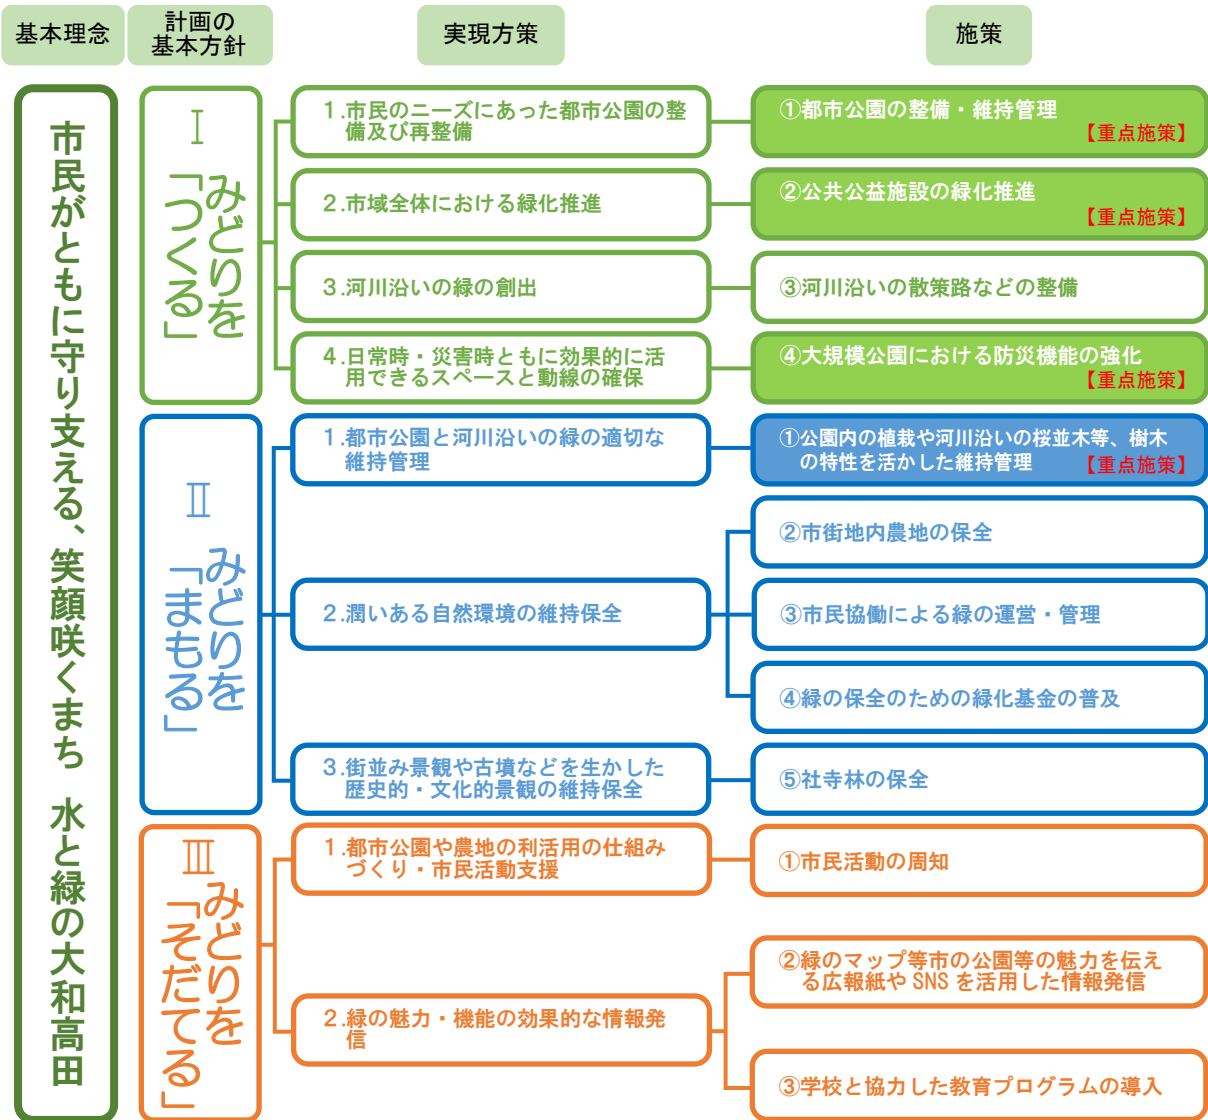 基本理念
計画の
基本方針
実現方策
施策
市民がともに守り支える、笑顔咲くまち 水と緑の大和高田
Ⅰ
みどりを
「つくる」
１.市民のニーズにあった都市公園の整
備及び再整備
①都市公園の整備・維持管理
【重点施策】
２.市域全体における緑化推進
②公共公益施設の緑化推進
【重点施策】
３.河川沿いの緑の創出
③河川沿いの散策路などの整備
４.日常時・災害時ともに効果的に活
用できるスペースと動線の確保
④大規模公園における防災機能の強化
【重点施策】
Ⅱ
みどりを
「まもる」
１.都市公園と河川沿いの緑の適切な
維持管理
①公園内の植栽や河川沿いの桜並木等、樹木
の特性を活かした維持管理 【重点施策】
２.潤いある自然環境の維持保全
②市街地内農地の保全
③市民協働による緑の運営・管理
④緑の保全のための緑化基金の普及
３.街並み景観や古墳などを生かした
歴史的・文化的景観の維持保全
⑤社寺林の保全
Ⅲ
みどりを
「そだてる」
１.都市公園や農地の利活用の仕組み
づくり・市民活動支援
①市民活動の周知
２.緑の魅力・機能の効果的な情報発
信
②緑のマップ等市の公園等の魅力を伝え
る広報紙や SNS を活用した情報発信
③学校と協力した教育プログラムの導入